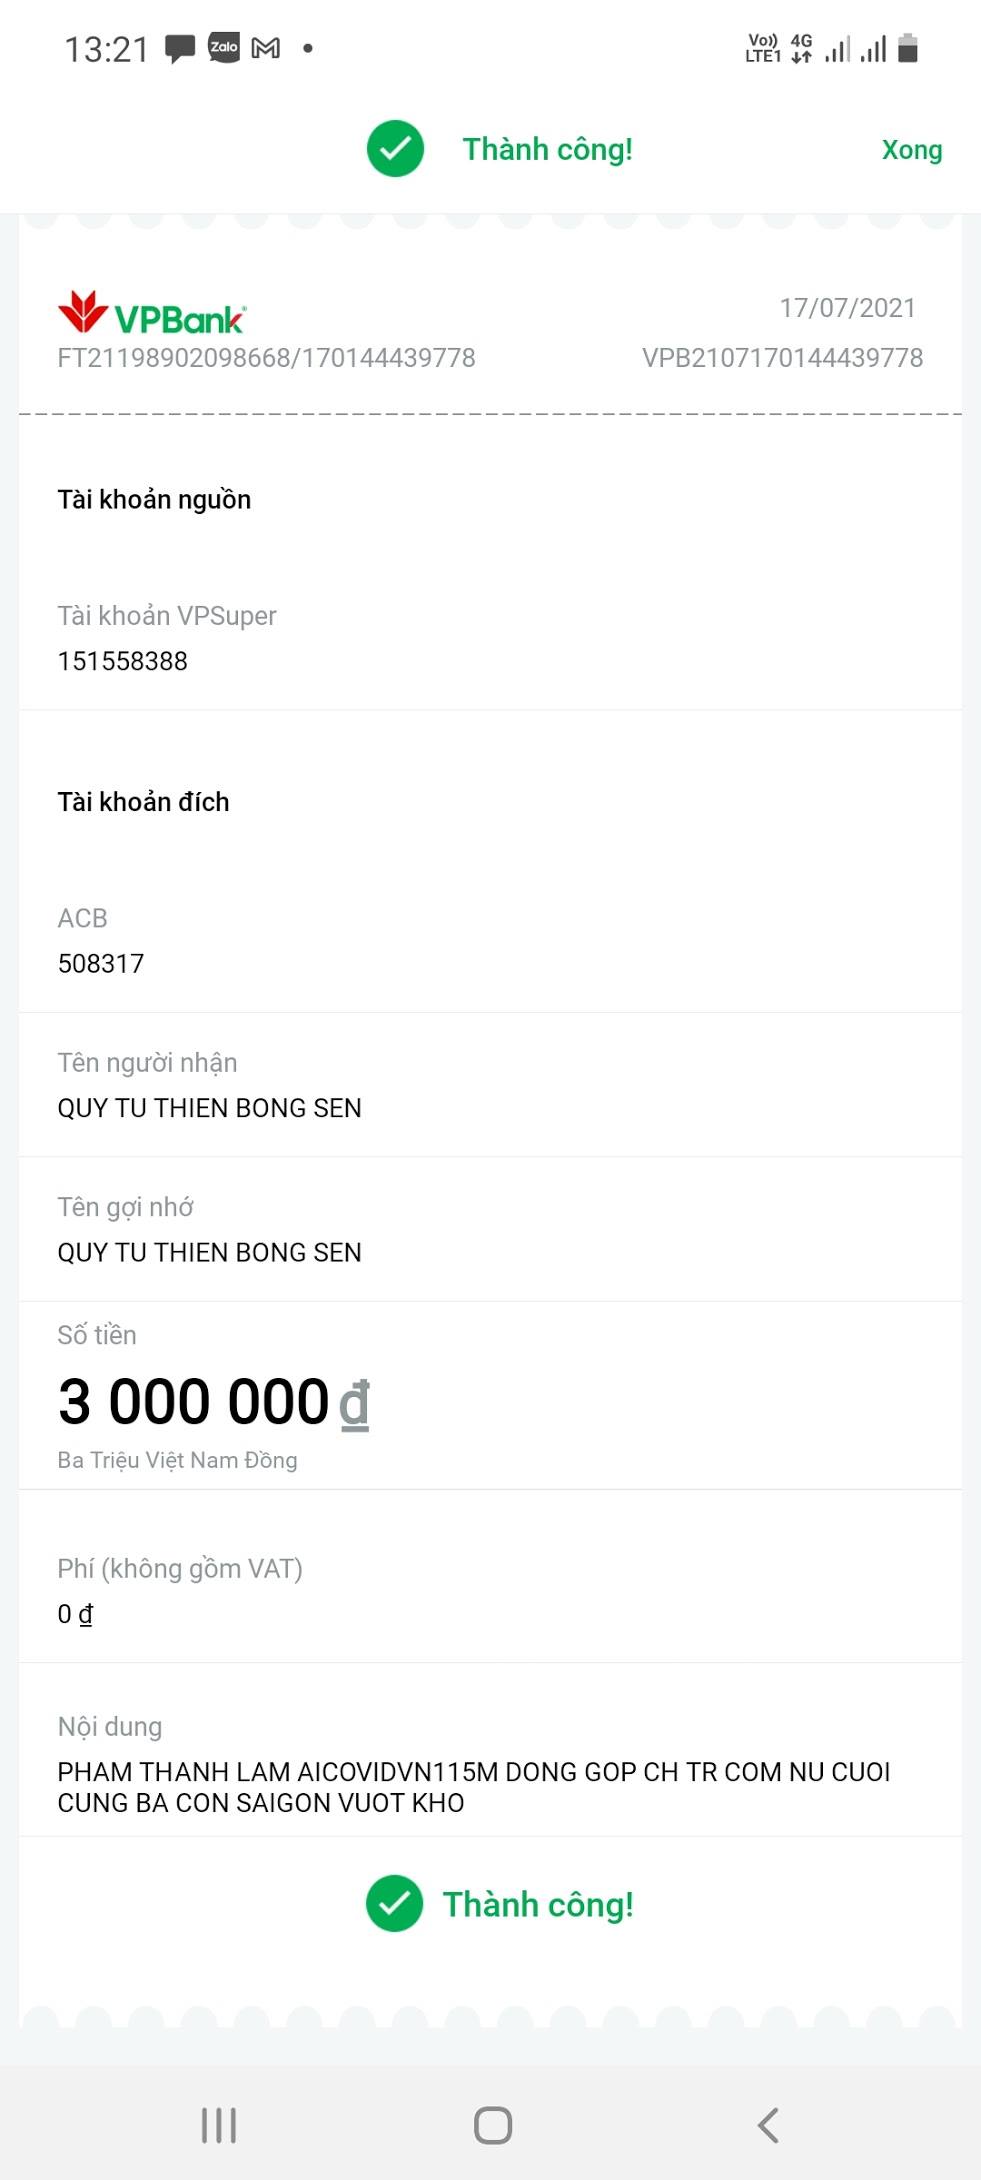 13:21 Zalo Vo)) LTE1 4G
Thành công! Xong
VPBank 17/07/2021
FT21198902098668/170144439778 VPB2107170144439778
Tài khoản nguồn
Tài khoản VPSuper
151558388
Tài khoản đích
ACB
508317
Tên người nhận
QUY TU THIEN BONG SEN
Tên gợi nhớ
QUY TU THIEN BONG SEN
Số tiền
3 000 000 đ
Ba Triệu Việt Nam Đồng
Phí (không gồm VAT)
0 đ
Nội dung
PHAM THANH LAM AICOVIDVN115M DONG GOP CH TR COM NU CUOI
CUNG BA CON SAIGON VUOT KHO
Thành công!